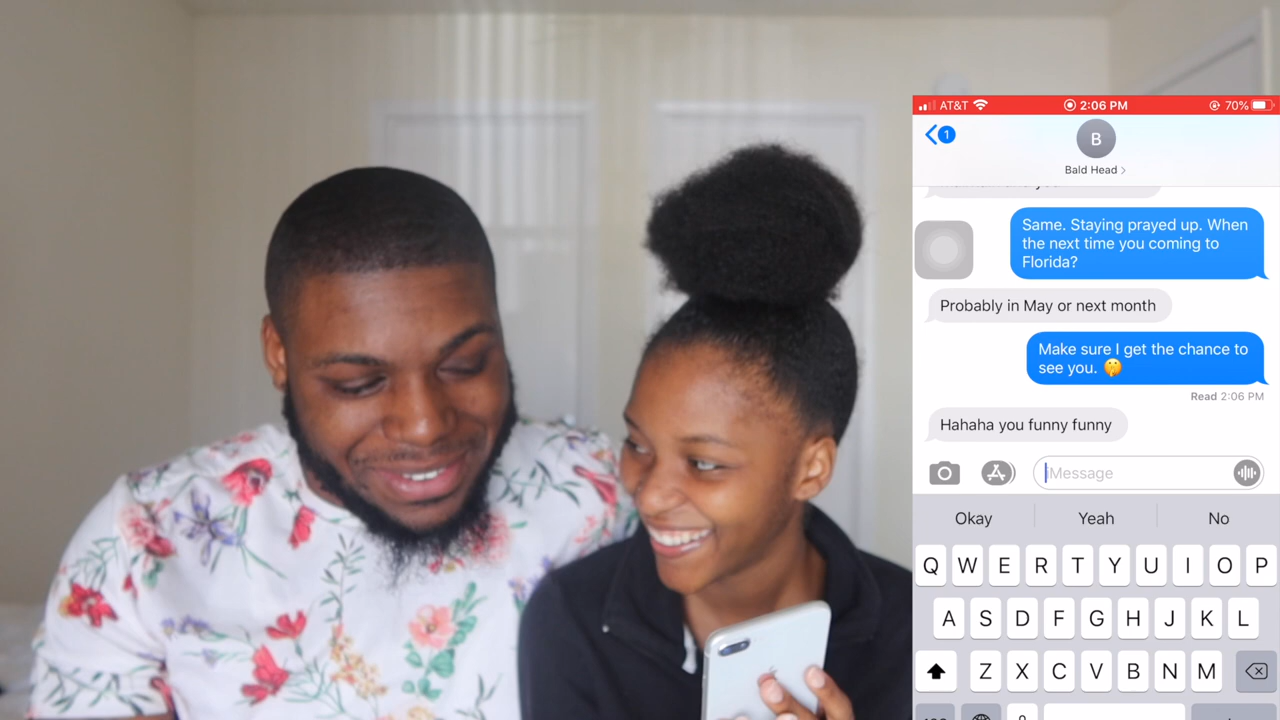 AT&T 2:06 PM 70%
1
B
Bald Head
Same. Staying prayed up. When
the next time you coming to
Florida?
Probably in May or next month
Make sure I get the chance to
see you. 🤫
Read 2:06 PM
Hahaha you funny funny
iMessage
Okay Yeah No
Q W E R T Y U I O P
A S D F G H J K L
Z X C V B N M